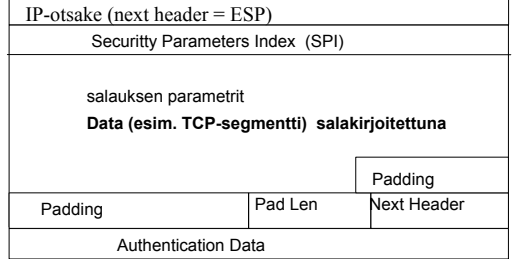 IP-otsake (next header = ESP)
Securitty Parameters Index (SPI)
salauksen parametrit
Data (esim. TCP-segmentti) salakirjoitettuna
Padding
Padding
Pad Len
Next Header
Authentication Data